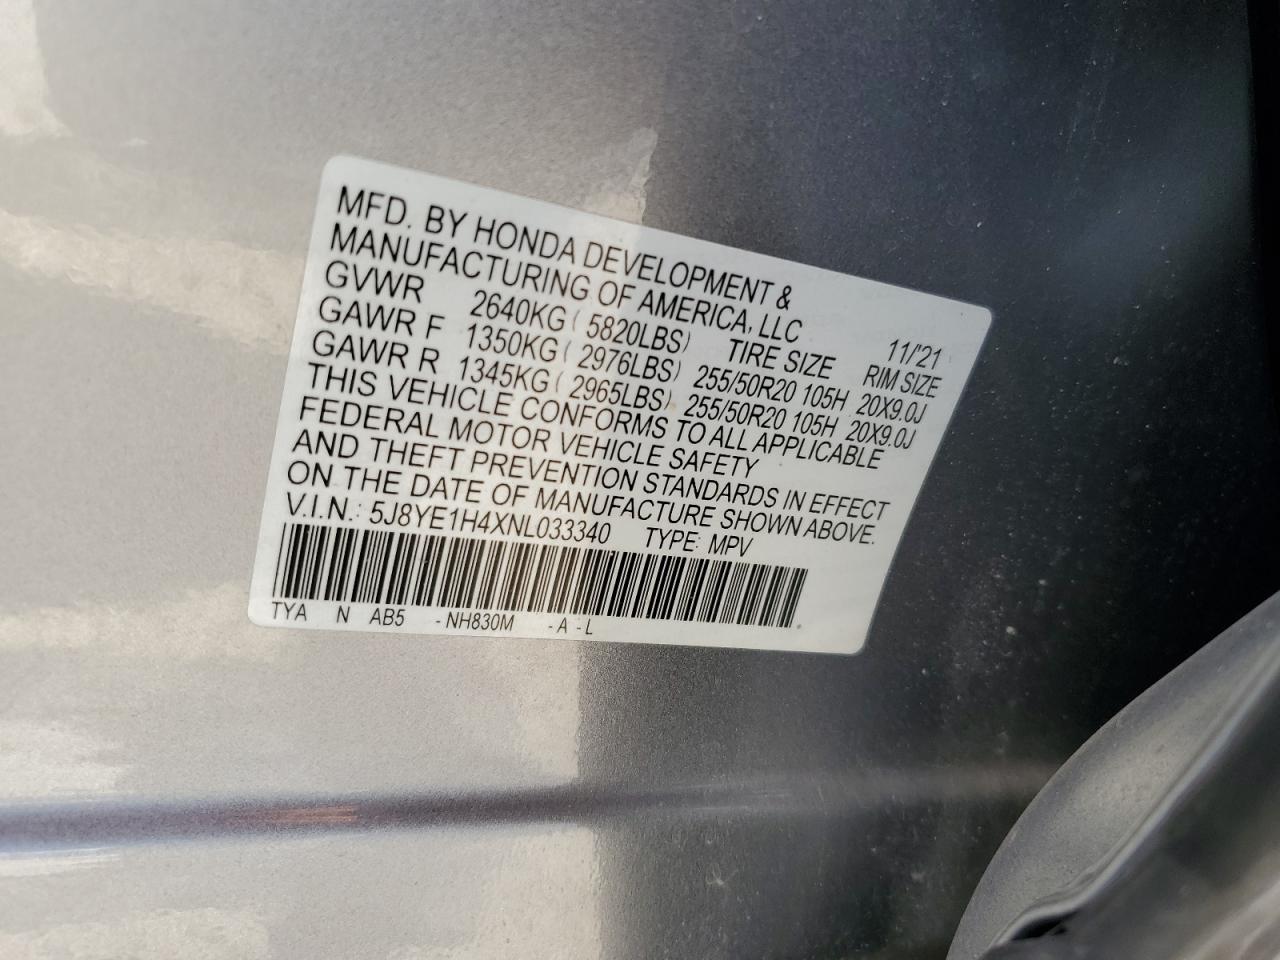 MFD. BY HONDA DEVELOPMENT &
MANUFACTURING OF AMERICA, LLC 11/'21
GVWR 2640KG ( 5820LBS) TIRE SIZE RIM SIZE
GAWR F 1350KG ( 2976LBS) 255/50R20 105H 20X9.0J
GAWR R 1345KG ( 2965LBS) 255/50R20 105H 20X9.0J
THIS VEHICLE CONFORMS TO ALL APPLICABLE
FEDERAL MOTOR VEHICLE SAFETY
AND THEFT PREVENTION STANDARDS IN EFFECT
ON THE DATE OF MANUFACTURE SHOWN ABOVE.
V.I.N.: 5J8YE1H4XNL033340 TYPE: MPV
TYA N AB5 -NH830M -A -L